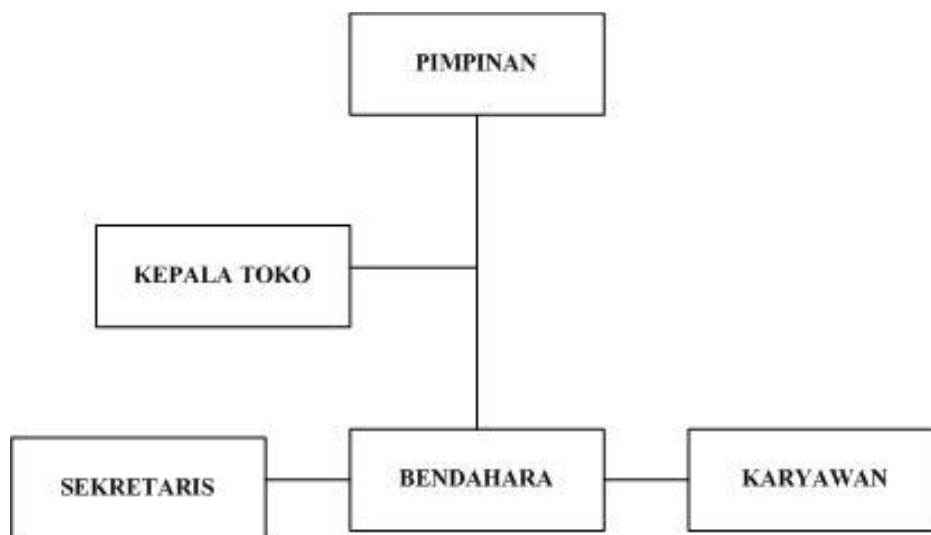 PIMPINAN
KEPALA TOKO
SEKRETARIS
BENDAHARA
KARYAWAN